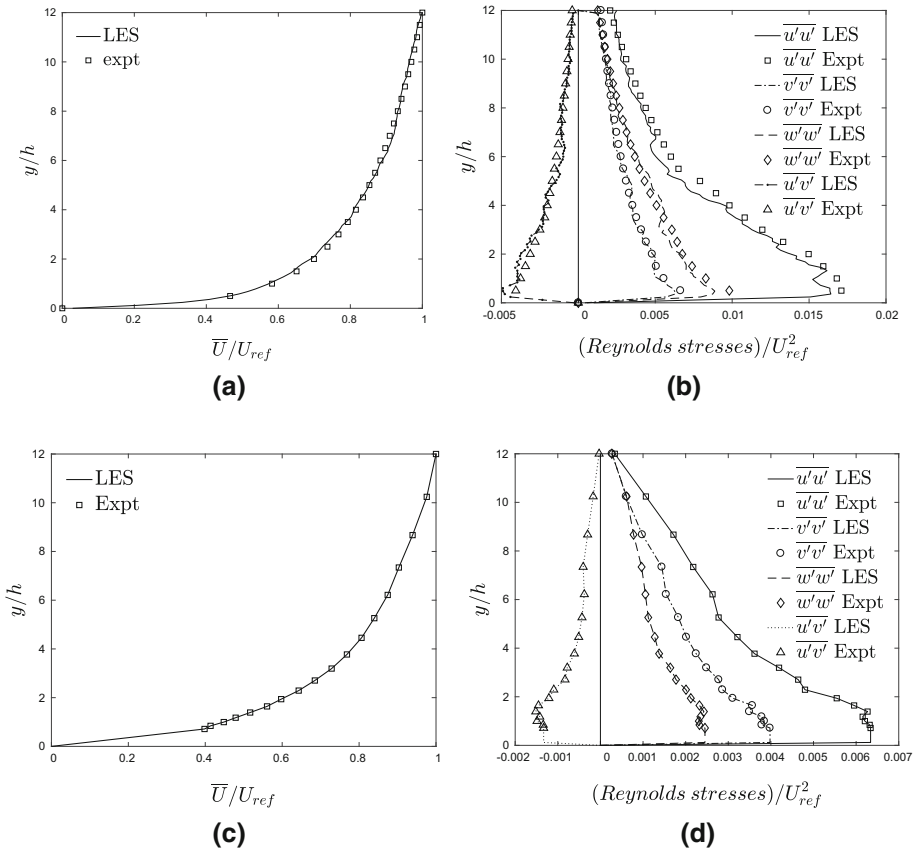 12
10
8
6
4
2
0
y/h
LES
expt
0 0.2 0.4 0.6 0.8 1
U̅/U_ref
(a)
12
10
8
6
4
2
0
y/h
u′u′ LES
u′u′ Expt
v′v′ LES
v′v′ Expt
w′w′ LES
w′w′ Expt
u′v′ LES
u′v′ Expt
-0.005 0 0.005 0.01 0.015 0.02
(Reynolds stresses)/U²_ref
(b)
12
10
8
6
4
2
0
y/h
LES
Expt
0 0.2 0.4 0.6 0.8 1
U̅/U_ref
(c)
12
10
8
6
4
2
0
y/h
u′u′ LES
u′u′ Expt
v′v′ LES
v′v′ Expt
w′w′ LES
w′w′ Expt
u′v′ LES
u′v′ Expt
-0.002 -0.001 0 0.001 0.002 0.003 0.004 0.005 0.006 0.007
(Reynolds stresses)/U²_ref
(d)